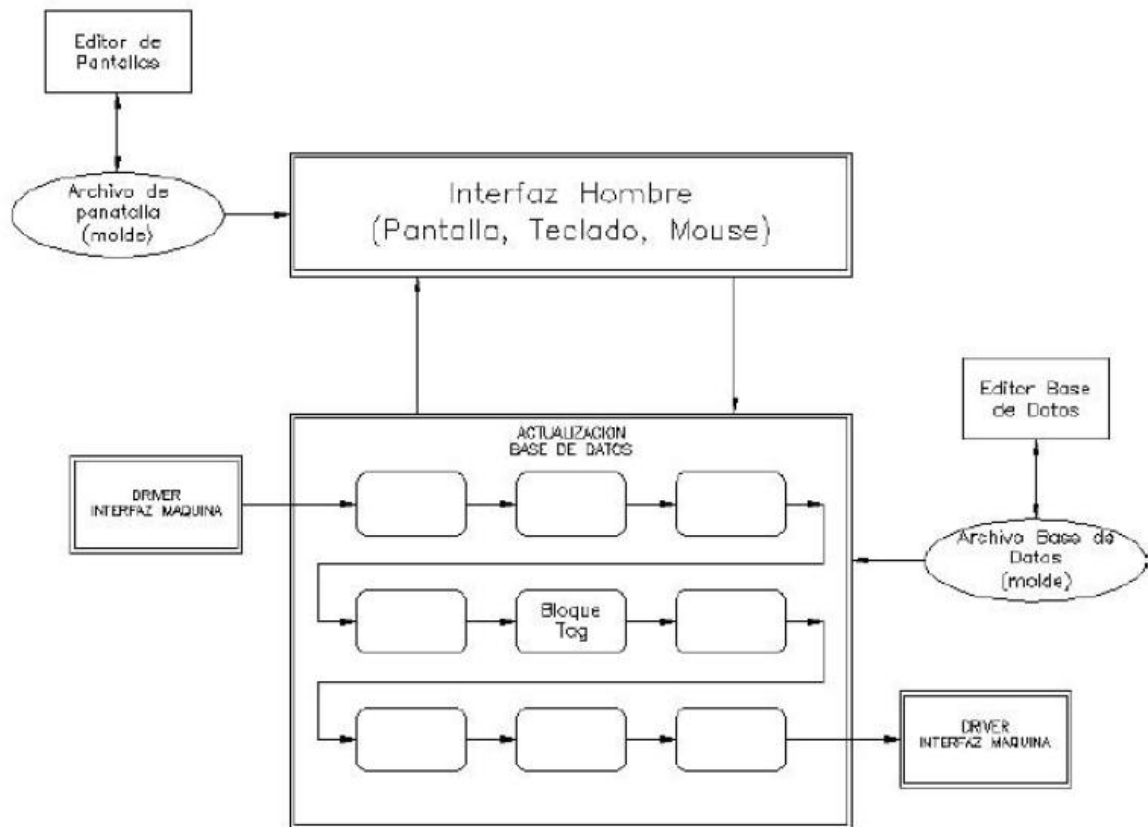 Editor de
Pantallas
Archivo de
panatalla
(molde)
Interfaz Hombre
(Pantalla, Teclado, Mouse)
Editor Base
de Datos
ACTUALIZACION
BASE DE DATOS
DRIVER
INTERFAZ MAQUINA
Archivo Base de
Datos
(molde)
Bloque
Tag
DRIVER
INTERFAZ MAQUINA